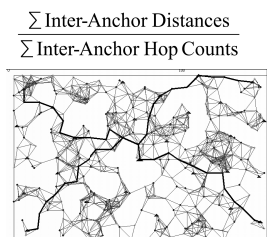 ∑ Inter-Anchor Distances
∑ Inter-Anchor Hop Counts